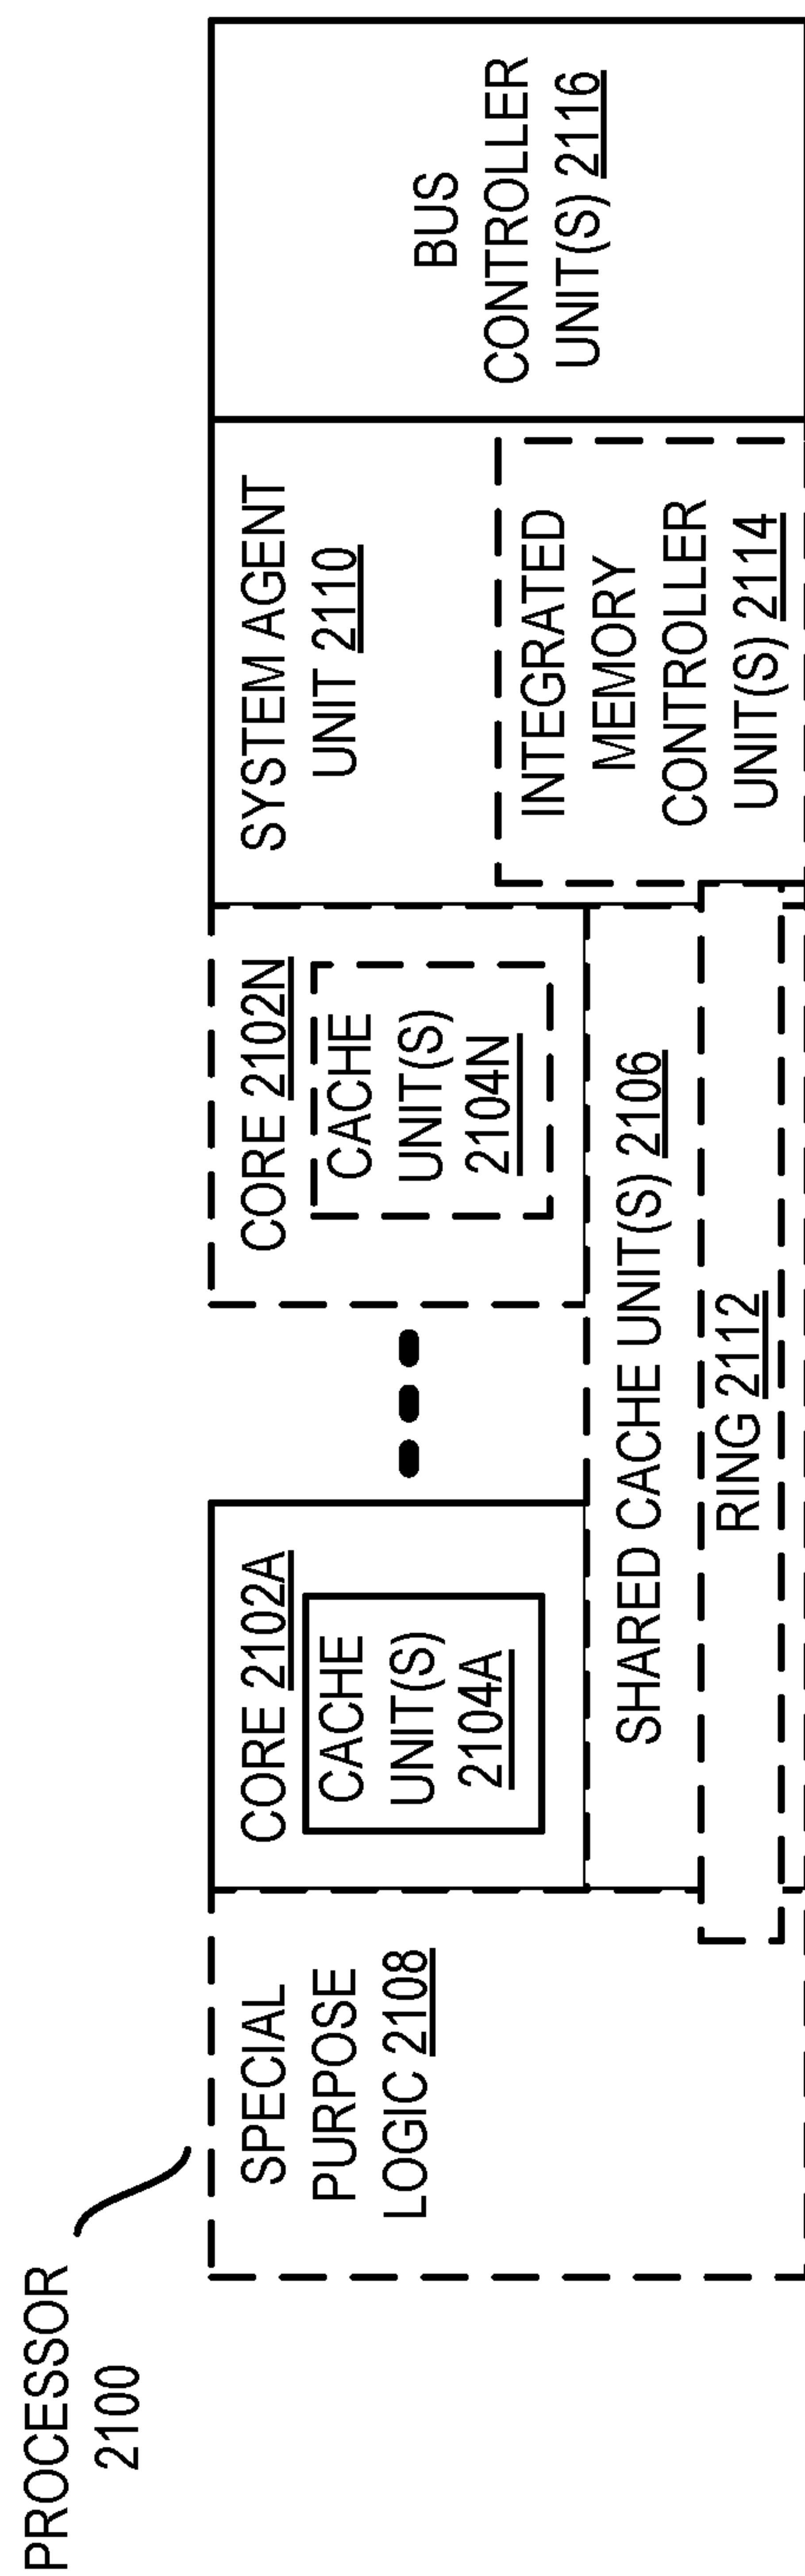 PROCESSOR
2100
SPECIAL
PURPOSE
LOGIC 2108
CORE 2102A
CACHE
UNIT(S)
2104A
CORE 2102N
CACHE
UNIT(S)
2104N
SHARED CACHE UNIT(S) 2106
RING 2112
SYSTEM AGENT
UNIT 2110
INTEGRATED
MEMORY
CONTROLLER
UNIT(S) 2114
BUS
CONTROLLER
UNIT(S) 2116